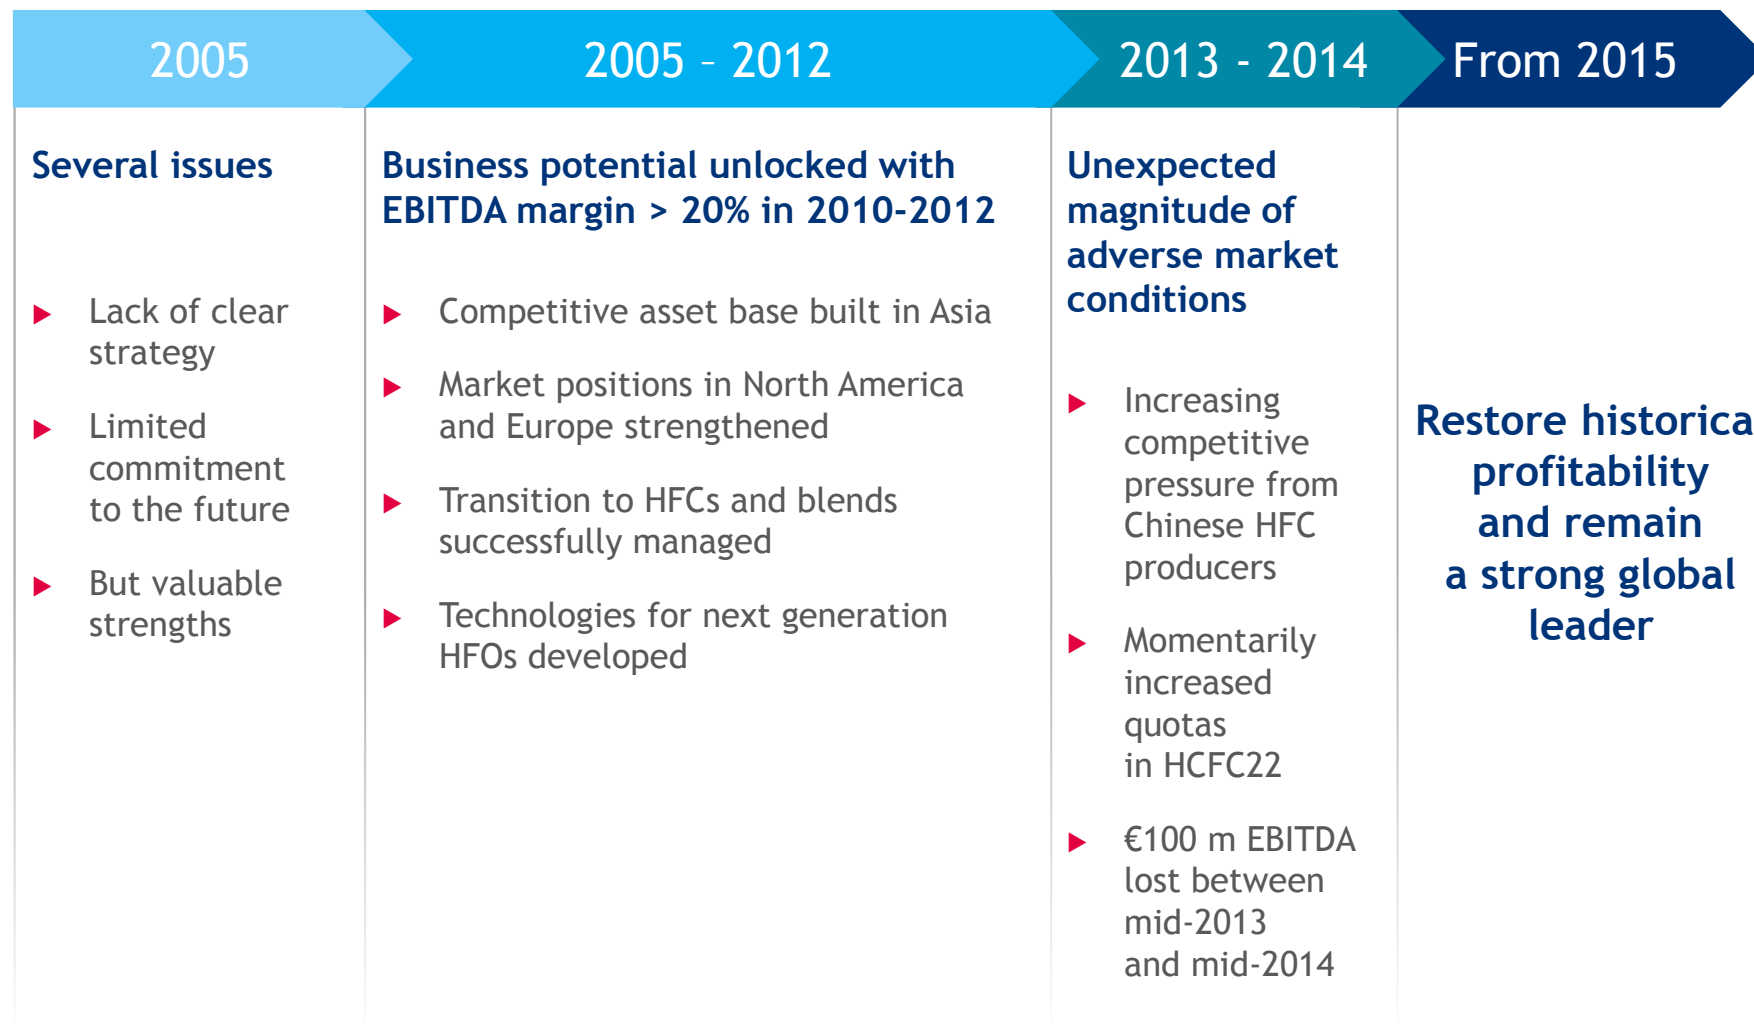 2005
2005 – 2012
2013 - 2014
From 2015
Several issues
Lack of clear
strategy
Limited
commitment
to the future
But valuable
strengths
Business potential unlocked with
EBITDA margin > 20% in 2010-2012
Competitive asset base built in Asia
Market positions in North America
and Europe strengthened
Transition to HFCs and blends
successfully managed
Technologies for next generation
HFOs developed
Unexpected
magnitude of
adverse market
conditions
Increasing
competitive
pressure from
Chinese HFC
producers
Momentarily
increased
quotas
in HCFC22
€100 m EBITDA
lost between
mid-2013
and mid-2014
Restore historica
profitability
and remain
a strong global
leader